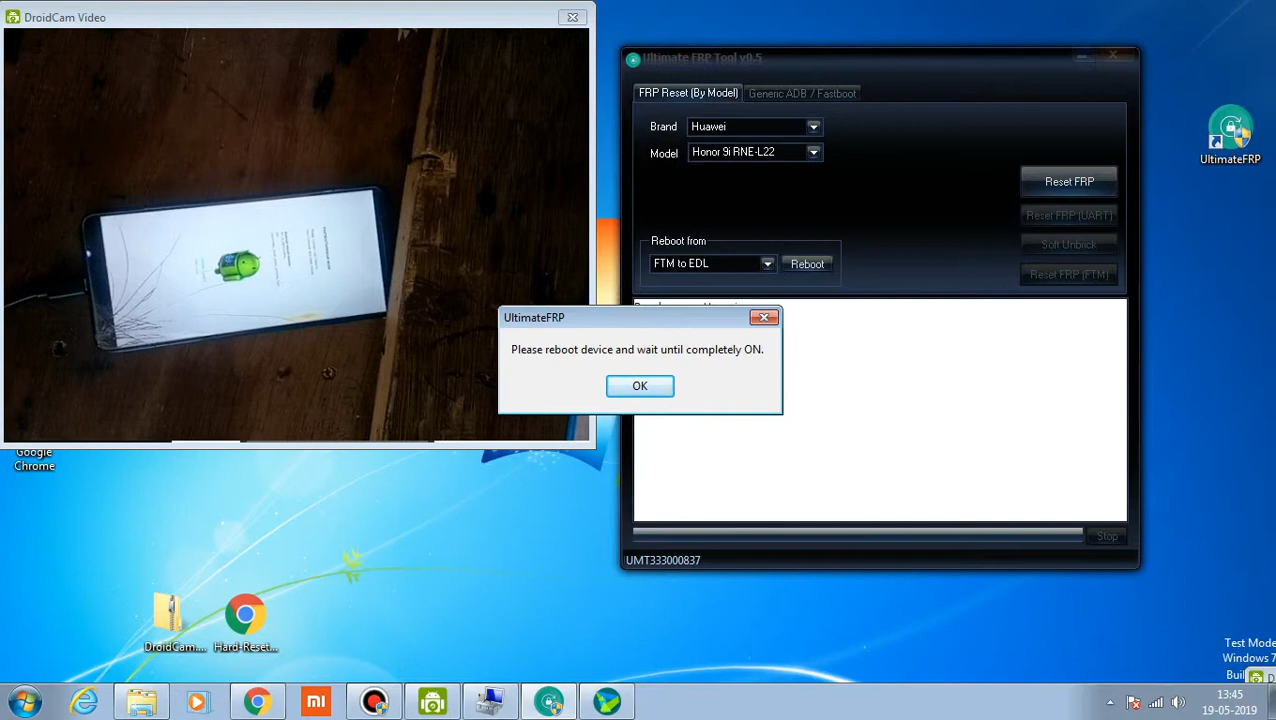 DroidCam Video
Ultimate FRP Tool v0.5
FRP Reset (By Model)
Generic ADB / Fastboot
Brand
Huawei
Model
Honor 9i RNE-L22
Reset FRP
Reset FRP (UART)
Soft Unbrick
Reset FRP (FTM)
Reboot from
FTM to EDL
Reboot
UltimateFRP
Please reboot device and wait until completely ON.
OK
Stop
UMT333000837
UltimateFRP
Google
Chrome
DroidCam....
Hard-Reset...
Test Mode
Windows 7
Buil
mi
13:45
19-05-2019